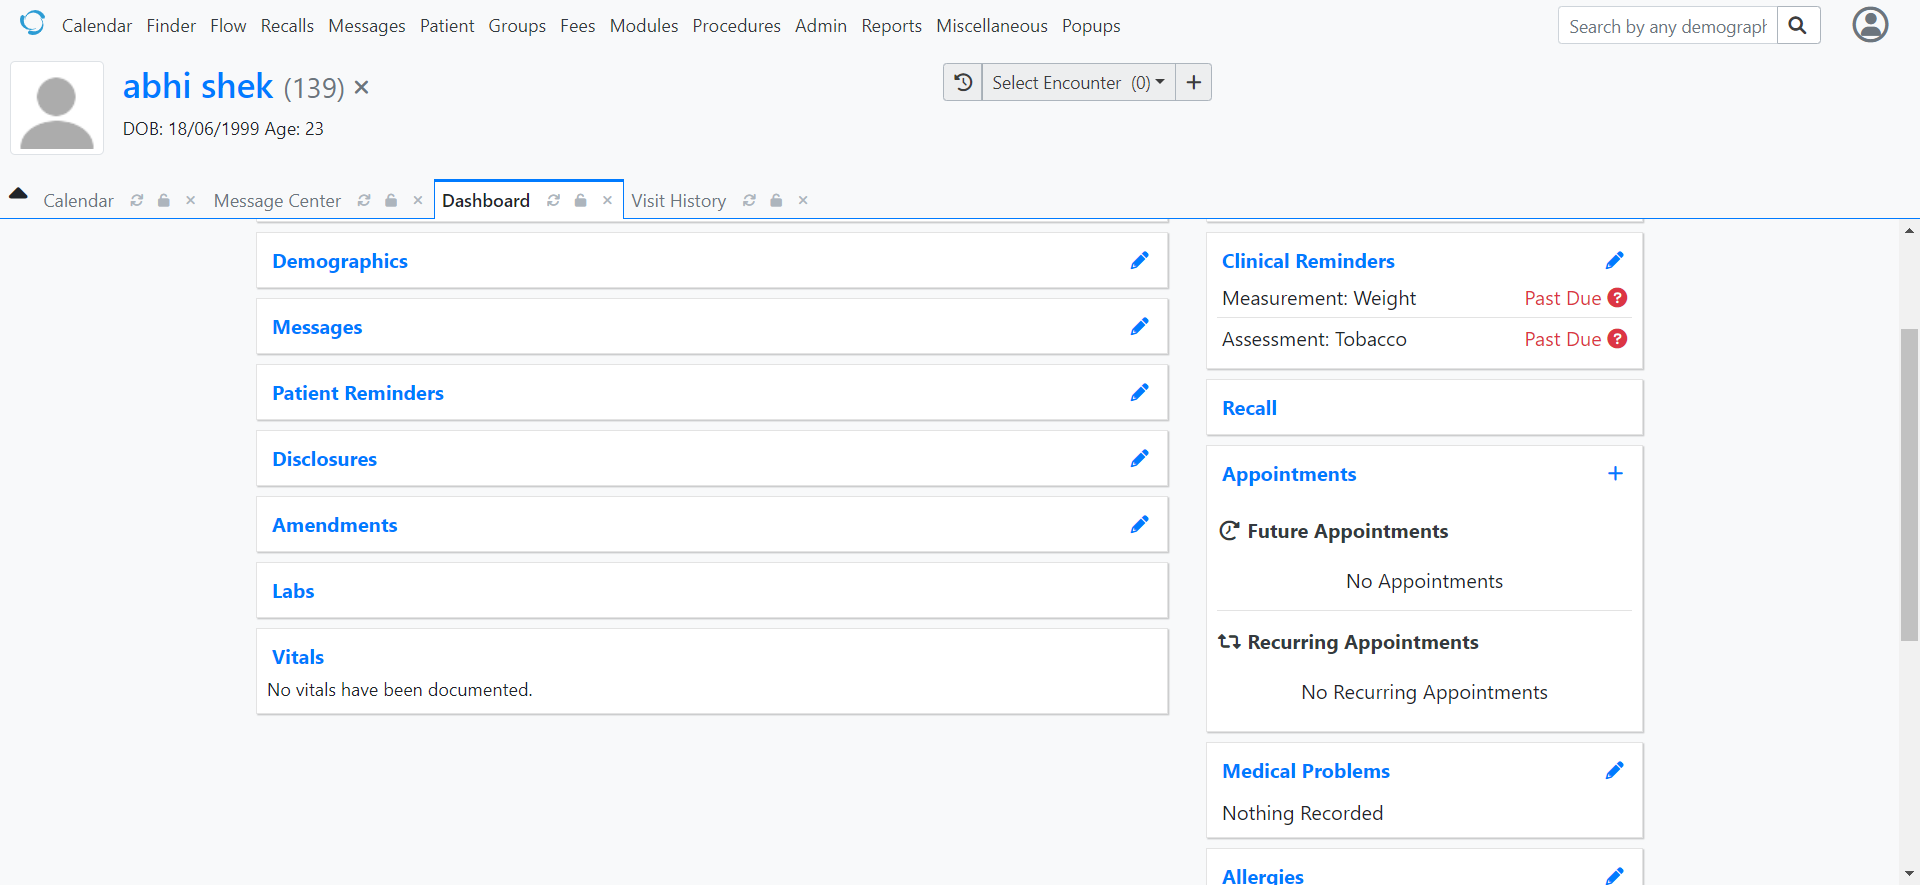 Calendar Finder Flow Recalls Messages Patient Groups Fees Modules Procedures Admin Reports Miscellaneous Popups
Search by any demograph
abhi shek (139)
Select Encounter (0)
DOB: 18/06/1999 Age: 23
Calendar Message Center Dashboard Visit History
Demographics
Messages
Patient Reminders
Disclosures
Amendments
Labs
Vitals
No vitals have been documented.
Clinical Reminders
Measurement: Weight Past Due
Assessment: Tobacco Past Due
Recall
Appointments
Future Appointments
No Appointments
Recurring Appointments
No Recurring Appointments
Medical Problems
Nothing Recorded
Allergies